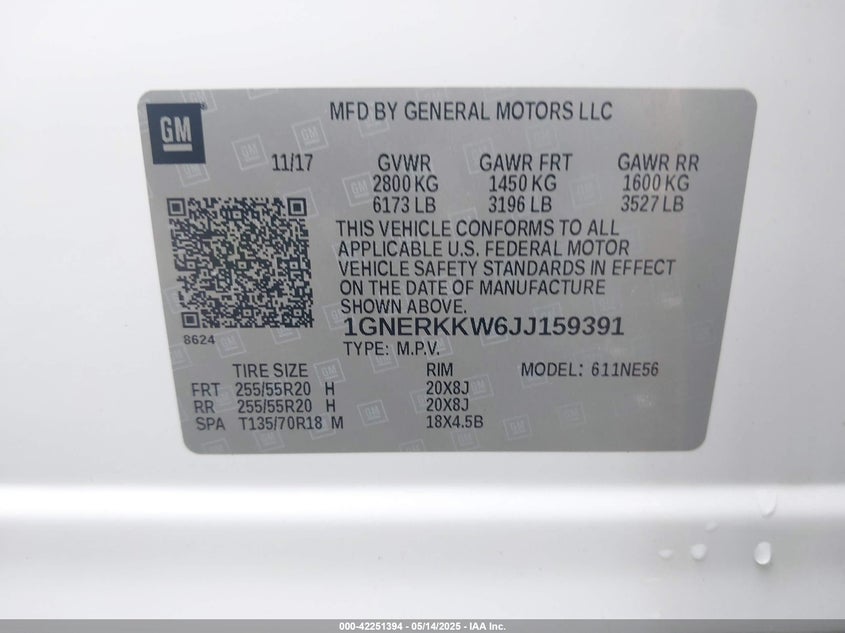 GM
MFD BY GENERAL MOTORS LLC
11/17 GVWR GAWR FRT GAWR RR
2800 KG 1450 KG 1600 KG
6173 LB 3196 LB 3527 LB
THIS VEHICLE CONFORMS TO ALL
APPLICABLE U.S. FEDERAL MOTOR
VEHICLE SAFETY STANDARDS IN EFFECT
ON THE DATE OF MANUFACTURE
SHOWN ABOVE.
1GNERKKW6JJ159391
8624
TYPE: M.P.V.
TIRE SIZE RIM MODEL: 611NE56
FRT 255/55R20 H 20X8J
RR 255/55R20 H 20X8J
SPA T135/70R18 M 18X4.5B
000-42251394 - 05/14/2025 - IAA Inc.